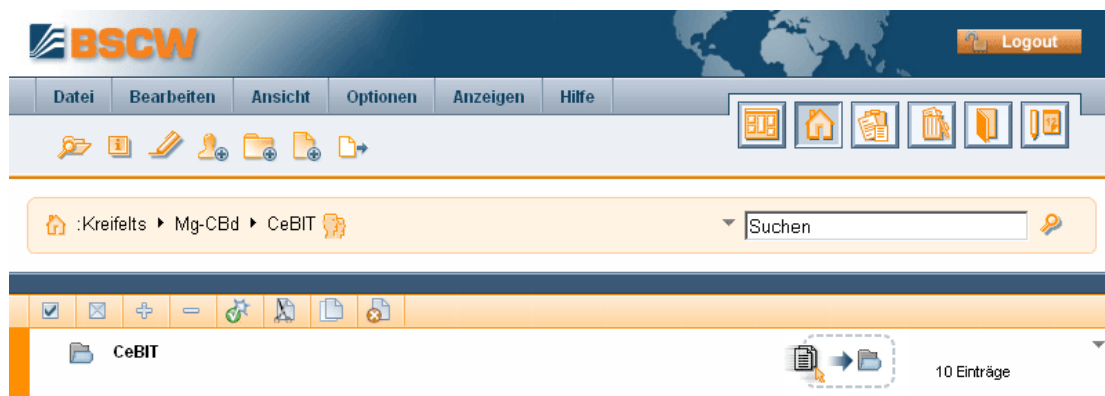 BSCW
Logout
Datei Bearbeiten Ansicht Optionen Anzeigen Hilfe
:Kreifelts Mg-CBd CeBIT
Suchen
CeBIT
10 Einträge